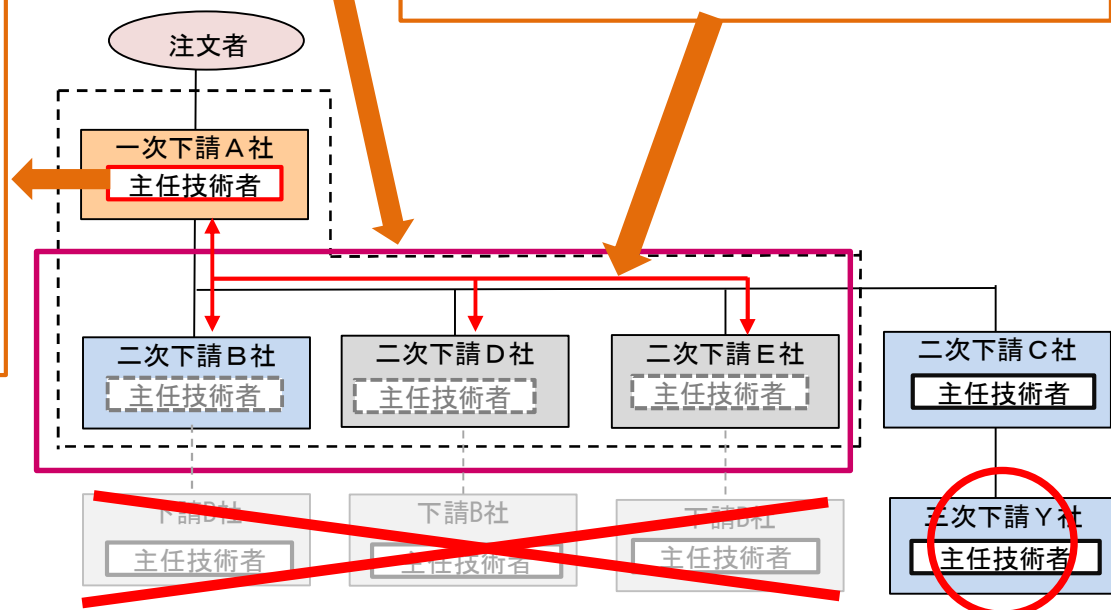 注文者
一次下請A社
主任技術者
二次下請B社
主任技術者
二次下請D社
主任技術者
二次下請E社
主任技術者
二次下請C社
主任技術者
下請B社
主任技術者
下請B社
主任技術者
下請B社
主任技術者
三次下請Y社
主任技術者